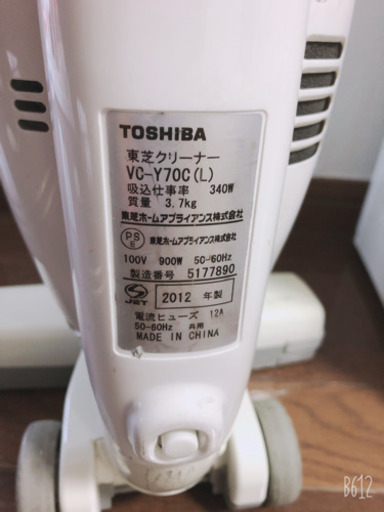 TOSHIBA
東芝クリーナー
VC-Y70C(L)
吸込仕事率 340W
質量 3.7kg
東芝ホームアプライアンス株式会社
PS
E
東芝ホームアプライアンス株式会社
100V 900W 50-60Hz
製造番号 5177890
S
JET
2012 年製
電流ヒューズ 12A
50-60Hz 共用
MADE IN CHINA
B612